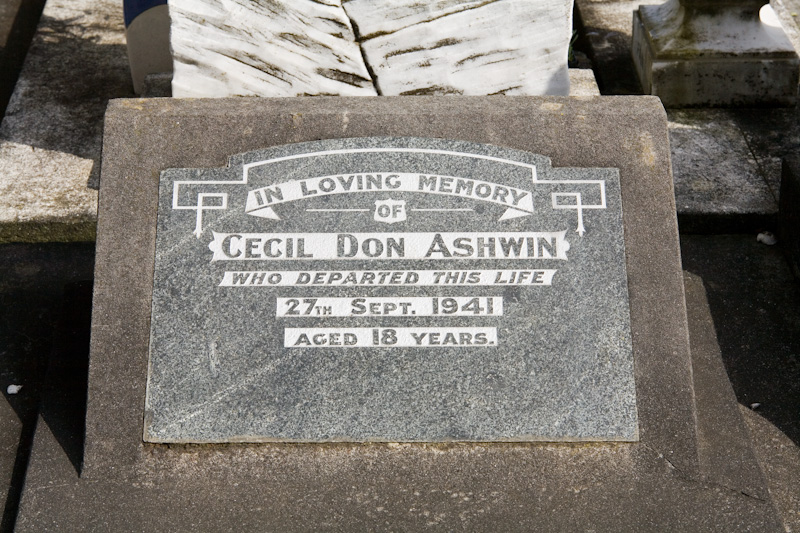 IN LOVING MEMORY
OF
CECIL DON ASHWIN
WHO DEPARTED THIS LIFE
27TH SEPT. 1941
AGED 18 YEARS.